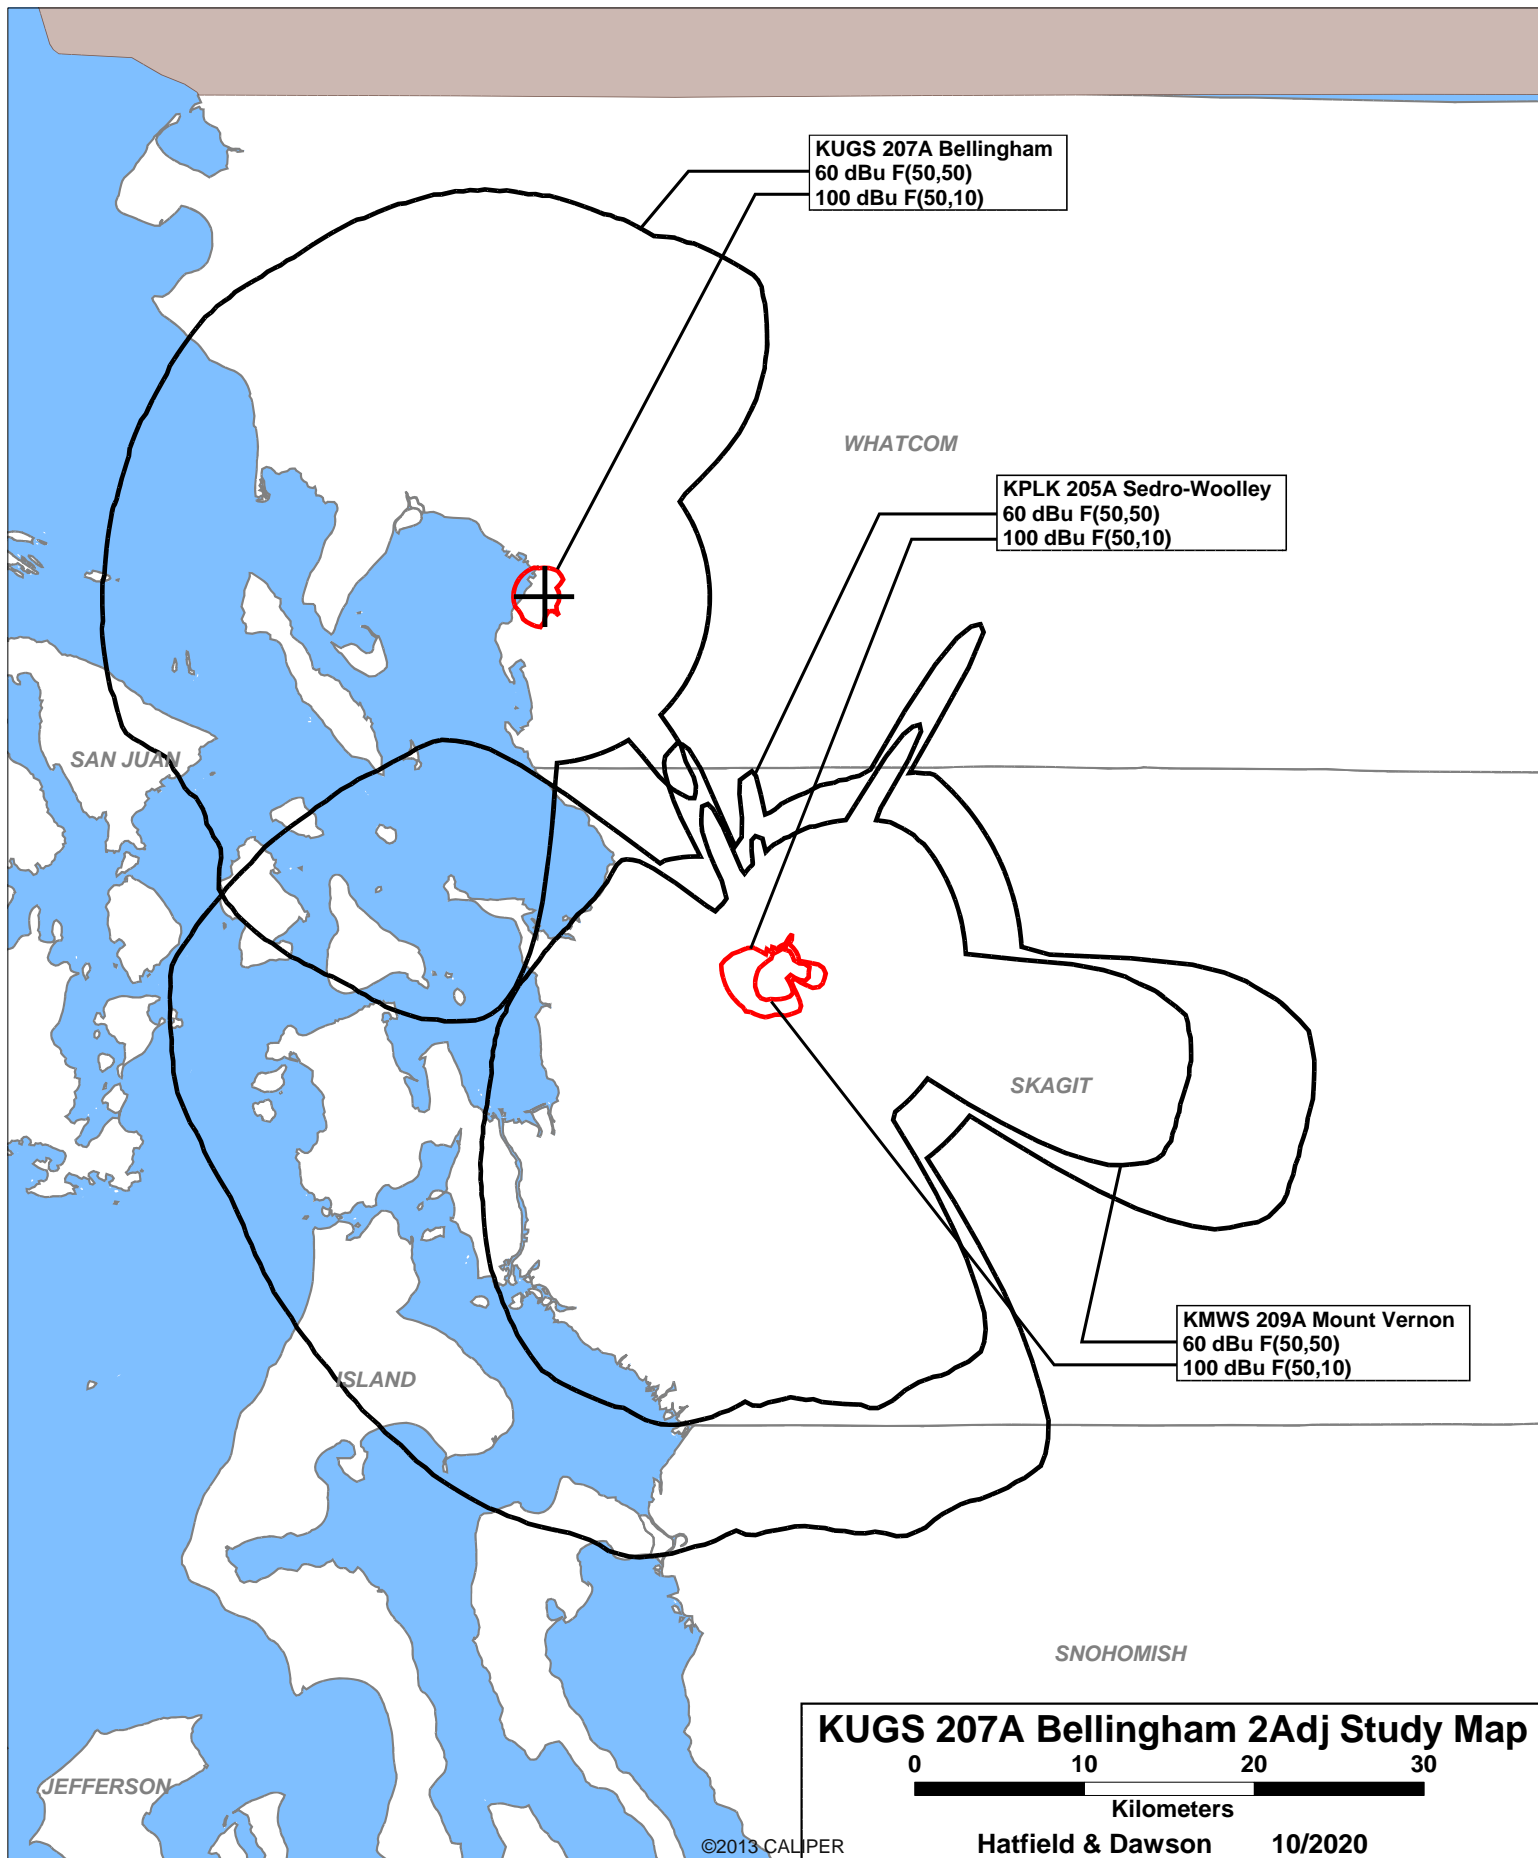 KUGS 207A Bellingham
60 dBu F(50,50)
100 dBu F(50,10)
WHATCOM
KPLK 205A Sedro-Woolley
60 dBu F(50,50)
100 dBu F(50,10)
SAN JUAN
SKAGIT
KMWS 209A Mount Vernon
60 dBu F(50,50)
100 dBu F(50,10)
ISLAND
SNOHOMISH
JEFFERSON
KUGS 207A Bellingham 2Adj Study Map
0 10 20 30
Kilometers
Hatfield & Dawson 10/2020
©2013 CALIPER